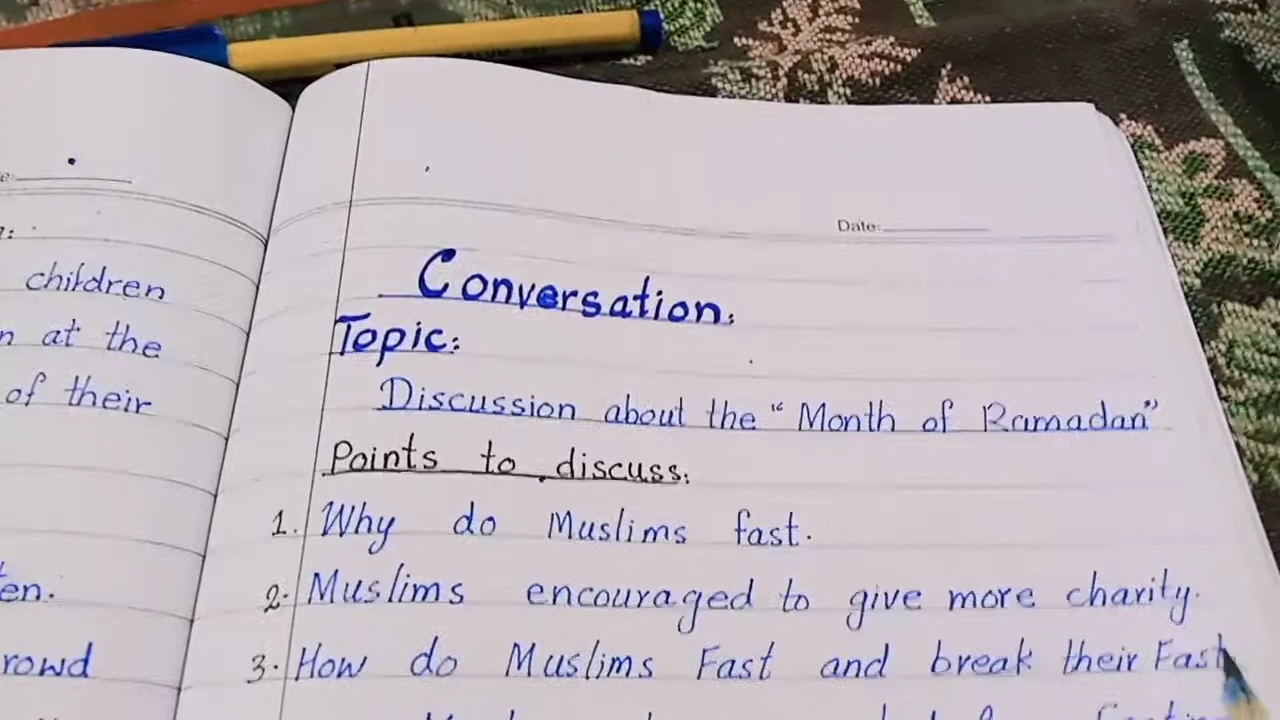 children
at the
of their
rowd
Date:
Conversation:
Topic:
Discussion about the "Month of Ramadan"
Points to discuss:
1. Why do Muslims fast.
2. Muslims encouraged to give more charity.
3. How do Muslims Fast and break their Fast